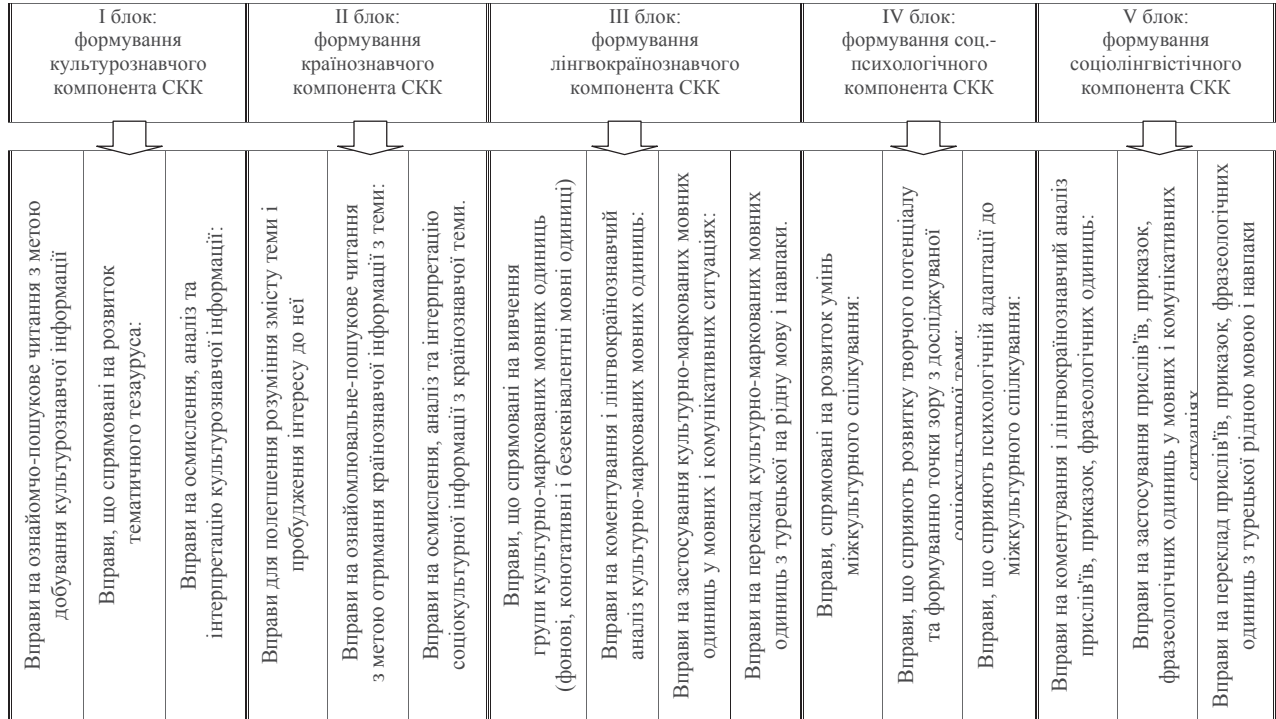 І блок:
формування
культурознавчого
компонента СКК
ІІ блок:
формування
країнознавчого
компонента СКК
ІІІ блок:
формування
лінгвокраїнознавчого
компонента СКК
IV блок:
формування соц.-
психологічного
компонента СКК
V блок:
формування
соціолінгвістічного
компонента СКК
Вправи на ознайомчо-пошукове читання з метою
добування культурознавчої інформації
Вправи, що спрямовані на розвиток
тематичного тезауруса:
Вправи на осмислення, аналіз та
інтерпретацію культурознавчої інформації:
Вправи для полегшення розуміння змісту теми і
пробудження інтересу до неї
Вправи на ознайомлювальне-пошукове читання
з метою отримання країнознавчої інформації з теми:
Вправи на осмислення, аналіз та інтерпретацію
соціокультурної інформації з країнознавчої теми.
Вправи, що спрямовані на вивчення
групи культурно-маркованих мовних одиниць
(фонові, конотативні і безеквівалентні мовні одиниці)
Вправи на коментування і лінгвокраїнознавчий
аналіз культурно-маркованих мовних одиниць:
Вправи на застосування культурно-маркованих мовних
одиниць у мовних і комунікативних ситуаціях:
Вправи на переклад культурно-маркованих мовних
одиниць з турецької на рідну мову і навпаки.
Вправи, спрямовані на розвиток умінь
міжкультурного спілкування:
Вправи, що сприяють розвитку творчого потенціалу
та формуванню точки зору з досліджуваної
соціокультурної теми:
Вправи, що сприяють психологічній адаптації до
міжкультурного спілкування:
Вправи на коментування і лінгвокраїнознавчий аналіз
прислів'їв, приказок, фразеологічних одиниць:
Вправи на застосування прислів'їв, приказок,
фразеологічних одиниць у мовних і комунікативних
ситуаціях
Вправи на переклад прислів'їв, приказок, фразеологічних
одиниць з турецької рідною мовою і навпаки